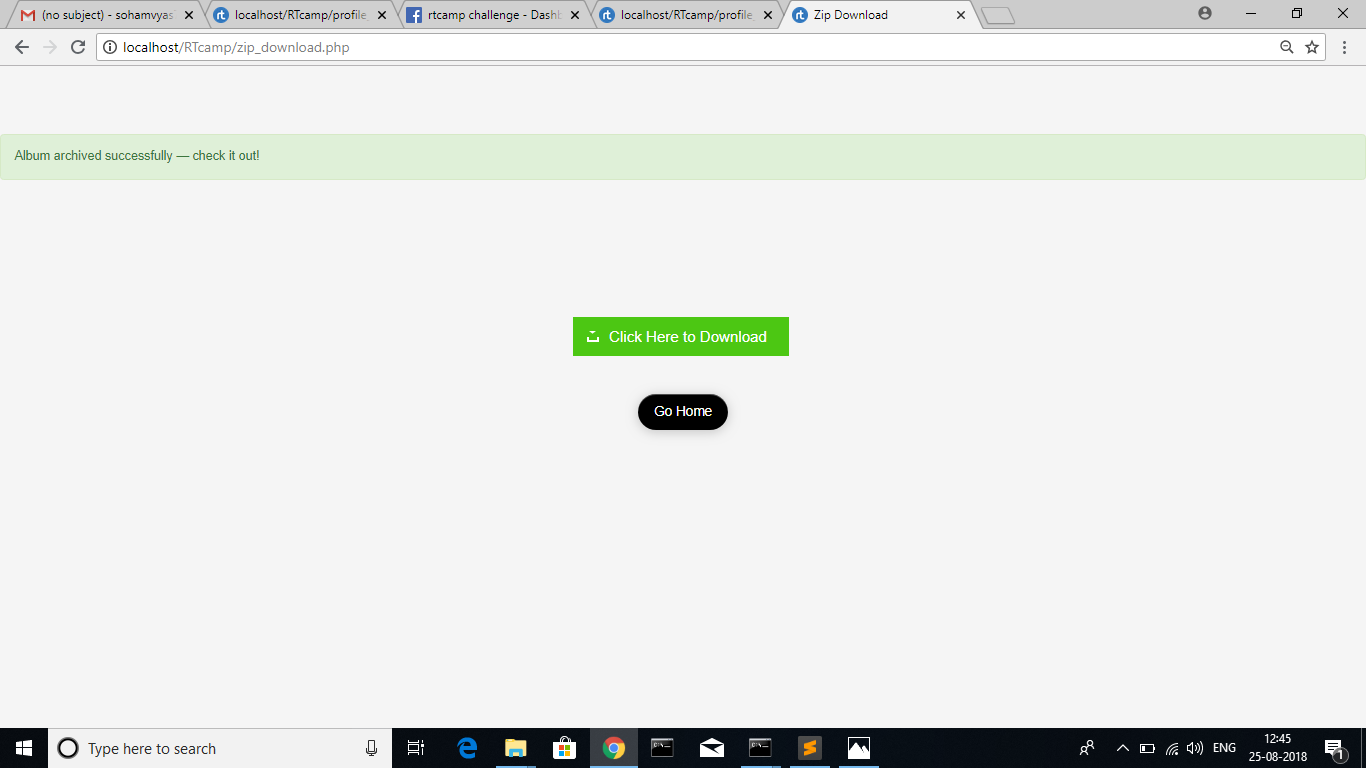 (no subject) - sohamvyas
localhost/RTcamp/profile
rtcamp challenge - Dashb
localhost/RTcamp/profile
Zip Download
localhost/RTcamp/zip_download.php
Album archived successfully — check it out!
Click Here to Download
Go Home
Type here to search
ENG
12:45
25-08-2018
1